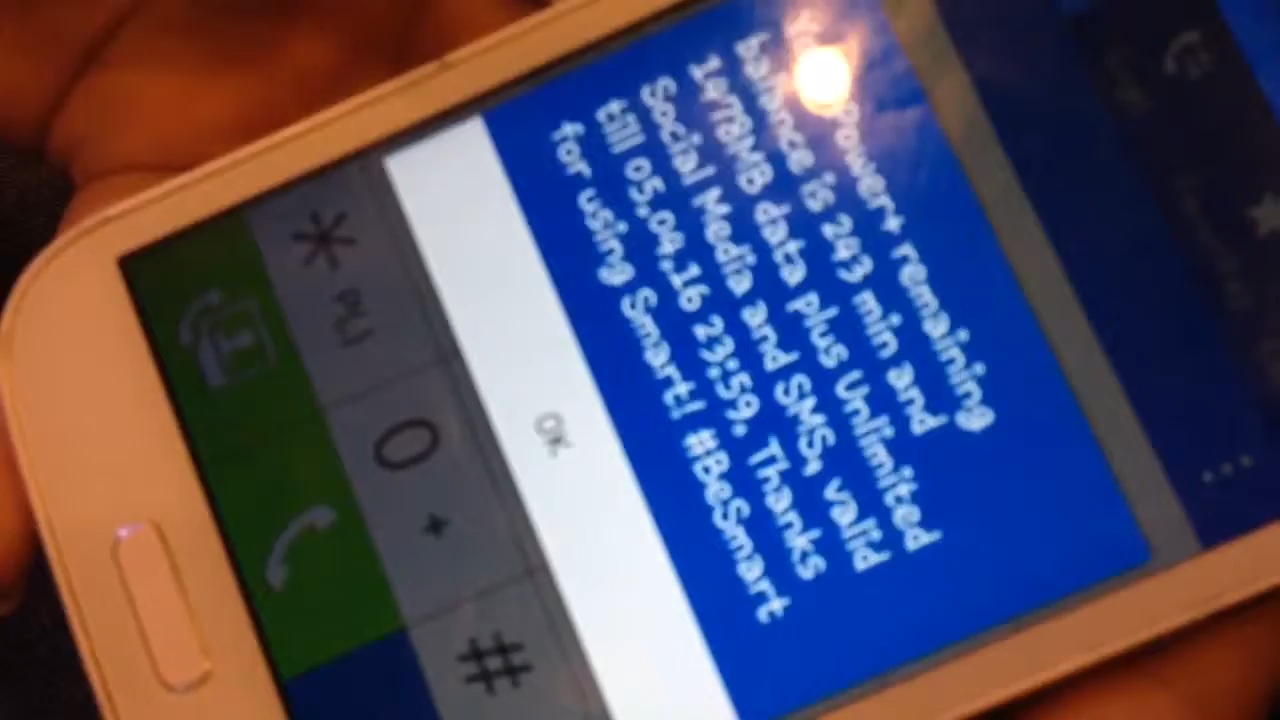 power+ remaining
balance is 243 min and
1478MB data plus Unlimited
Social Media and SMS, valid
till 05.04.16 23:59. Thanks
for using Smart! #BeSmart
OK
*
0 +
#